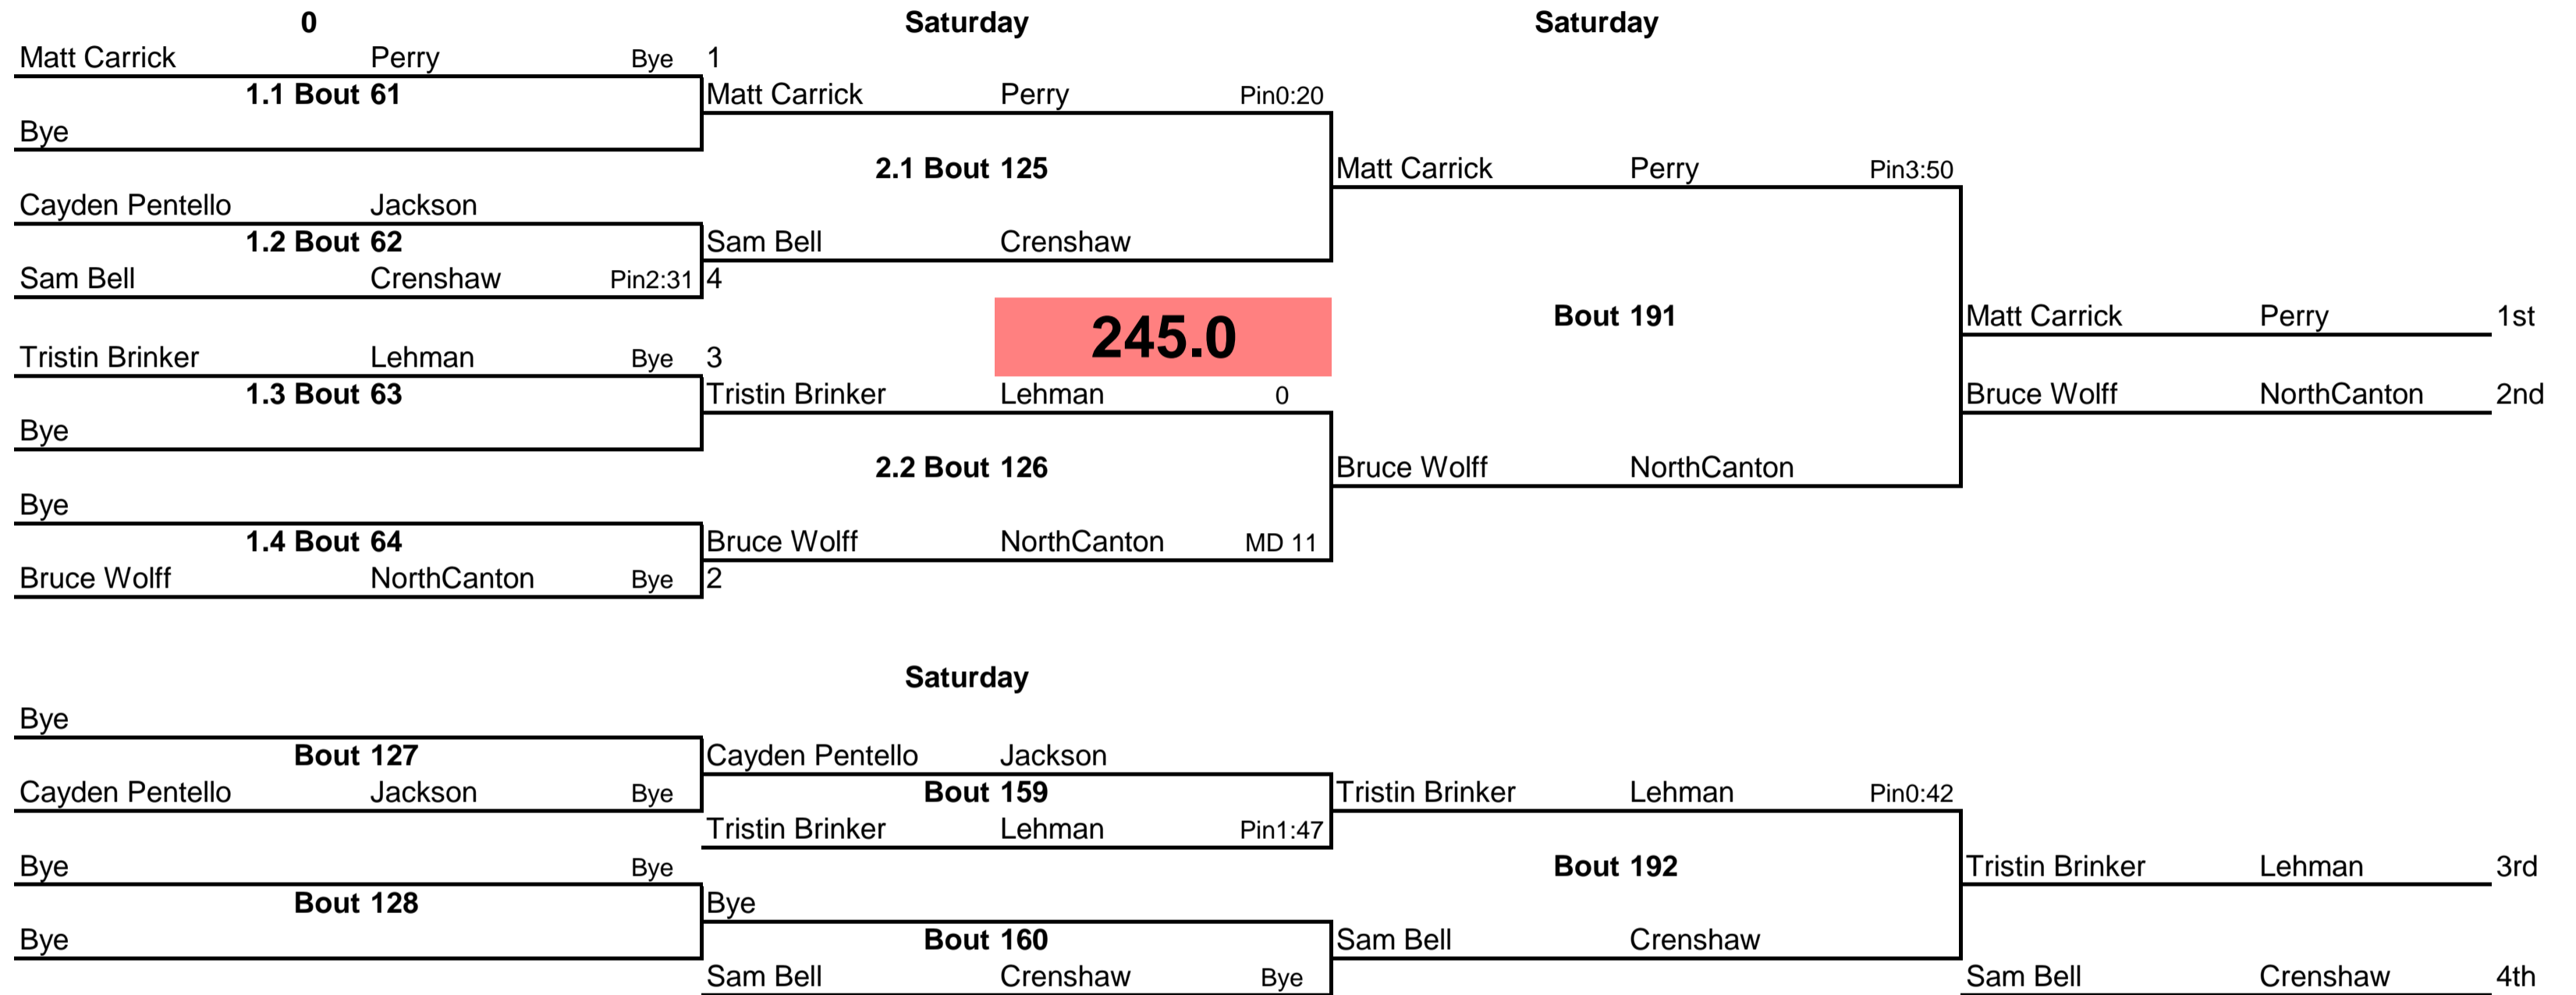 0 Saturday Saturday
Matt Carrick Perry Bye 1
1.1 Bout 61 Matt Carrick Perry Pin0:20
Bye
2.1 Bout 125 Matt Carrick Perry Pin3:50
Cayden Pentello Jackson
1.2 Bout 62 Sam Bell Crenshaw
Sam Bell Crenshaw Pin2:31 4
245.0 Bout 191 Matt Carrick Perry 1st
Tristin Brinker Lehman Bye 3
1.3 Bout 63 Tristin Brinker Lehman 0 Bruce Wolff NorthCanton 2nd
Bye
2.2 Bout 126 Bruce Wolff NorthCanton
Bye
1.4 Bout 64 Bruce Wolff NorthCanton MD 11
Bruce Wolff NorthCanton Bye 2
Saturday
Bye
Bout 127 Cayden Pentello Jackson
Cayden Pentello Jackson Bye Bout 159 Tristin Brinker Lehman Pin0:42
Tristin Brinker Lehman Pin1:47
Bye Bye Bout 192 Tristin Brinker Lehman 3rd
Bout 128 Bye
Bye Bout 160 Sam Bell Crenshaw
Sam Bell Crenshaw Bye Sam Bell Crenshaw 4th